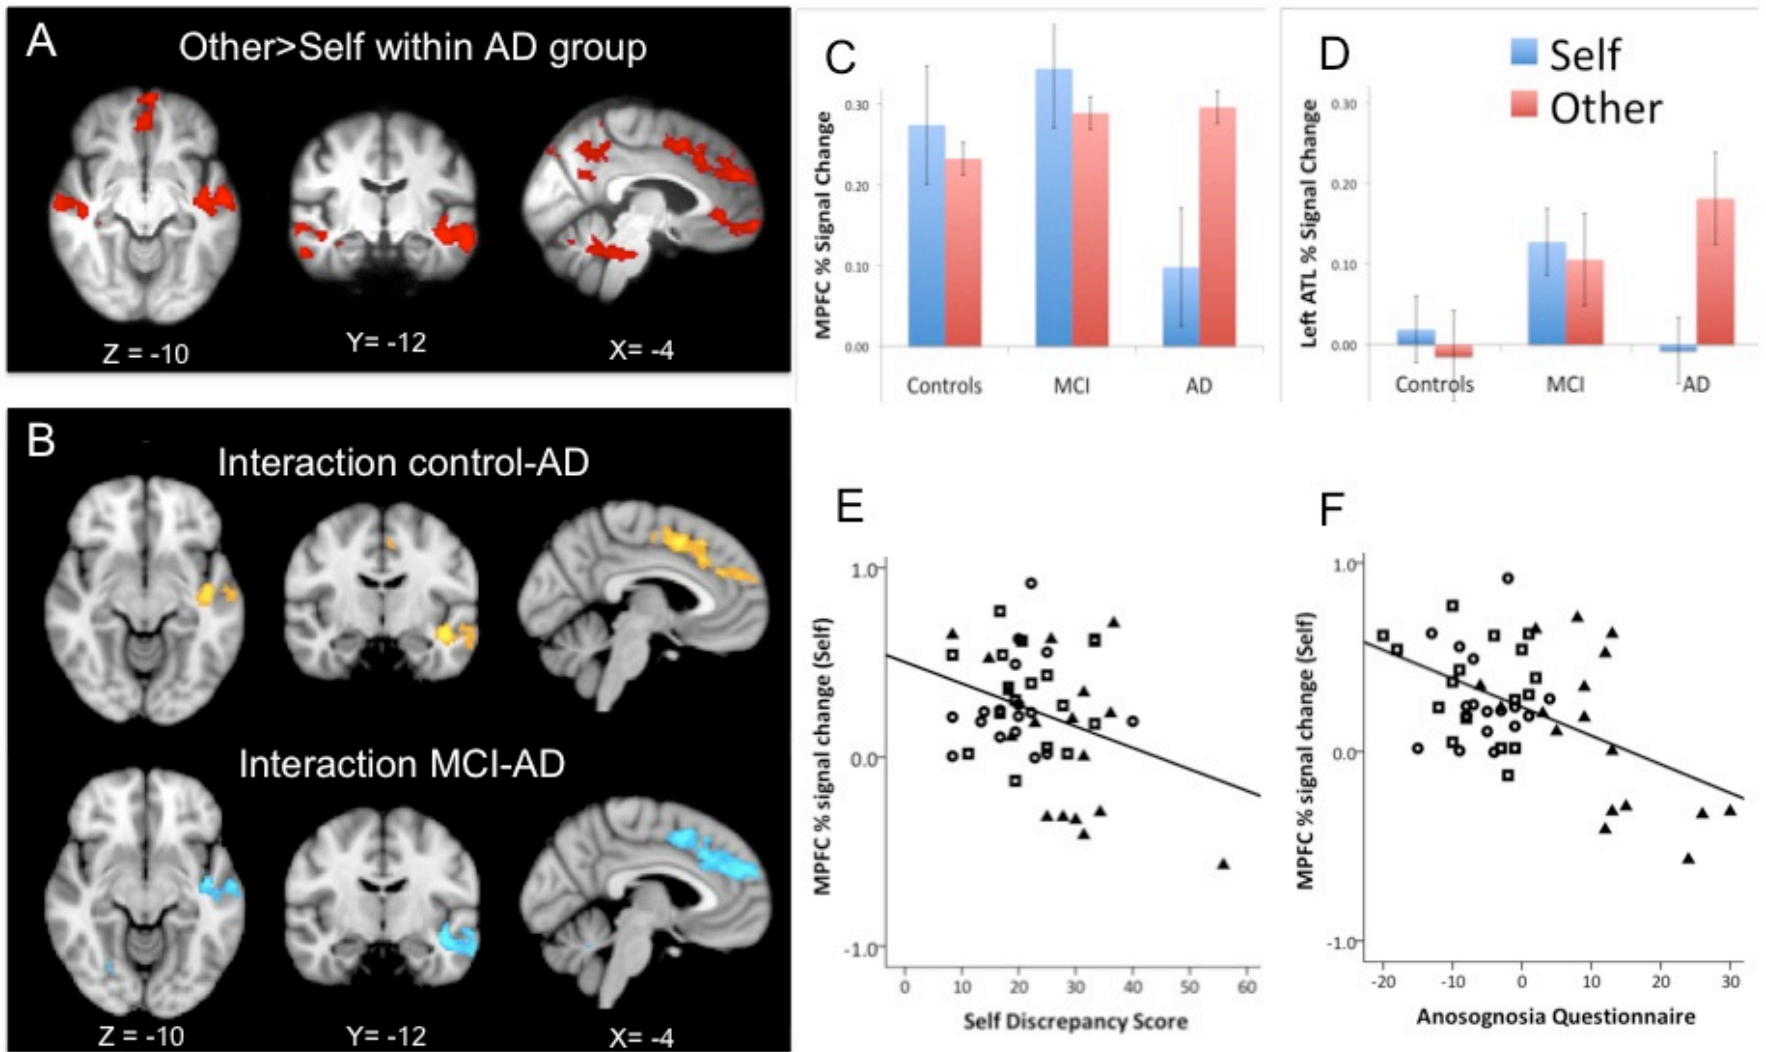 A
Other>Self within AD group
Z = -10
Y= -12
X= -4
B
Interaction control-AD
Interaction MCI-AD
Z = -10
Y= -12
X= -4
C
MPFC % Signal Change
0.30
0.20
0.10
0.00
Controls
MCI
AD
D
Self
Other
Left ATL % Signal Change
0.30
0.20
0.10
0.00
Controls
MCI
AD
E
MPFC % signal change (Self)
1.0
0.0
-1.0
0 10 20 30 40 50 60
Self Discrepancy Score
F
MPFC % signal change (Self)
1.0
0.0
-1.0
-20 -10 0 10 20 30
Anosognosia Questionnaire